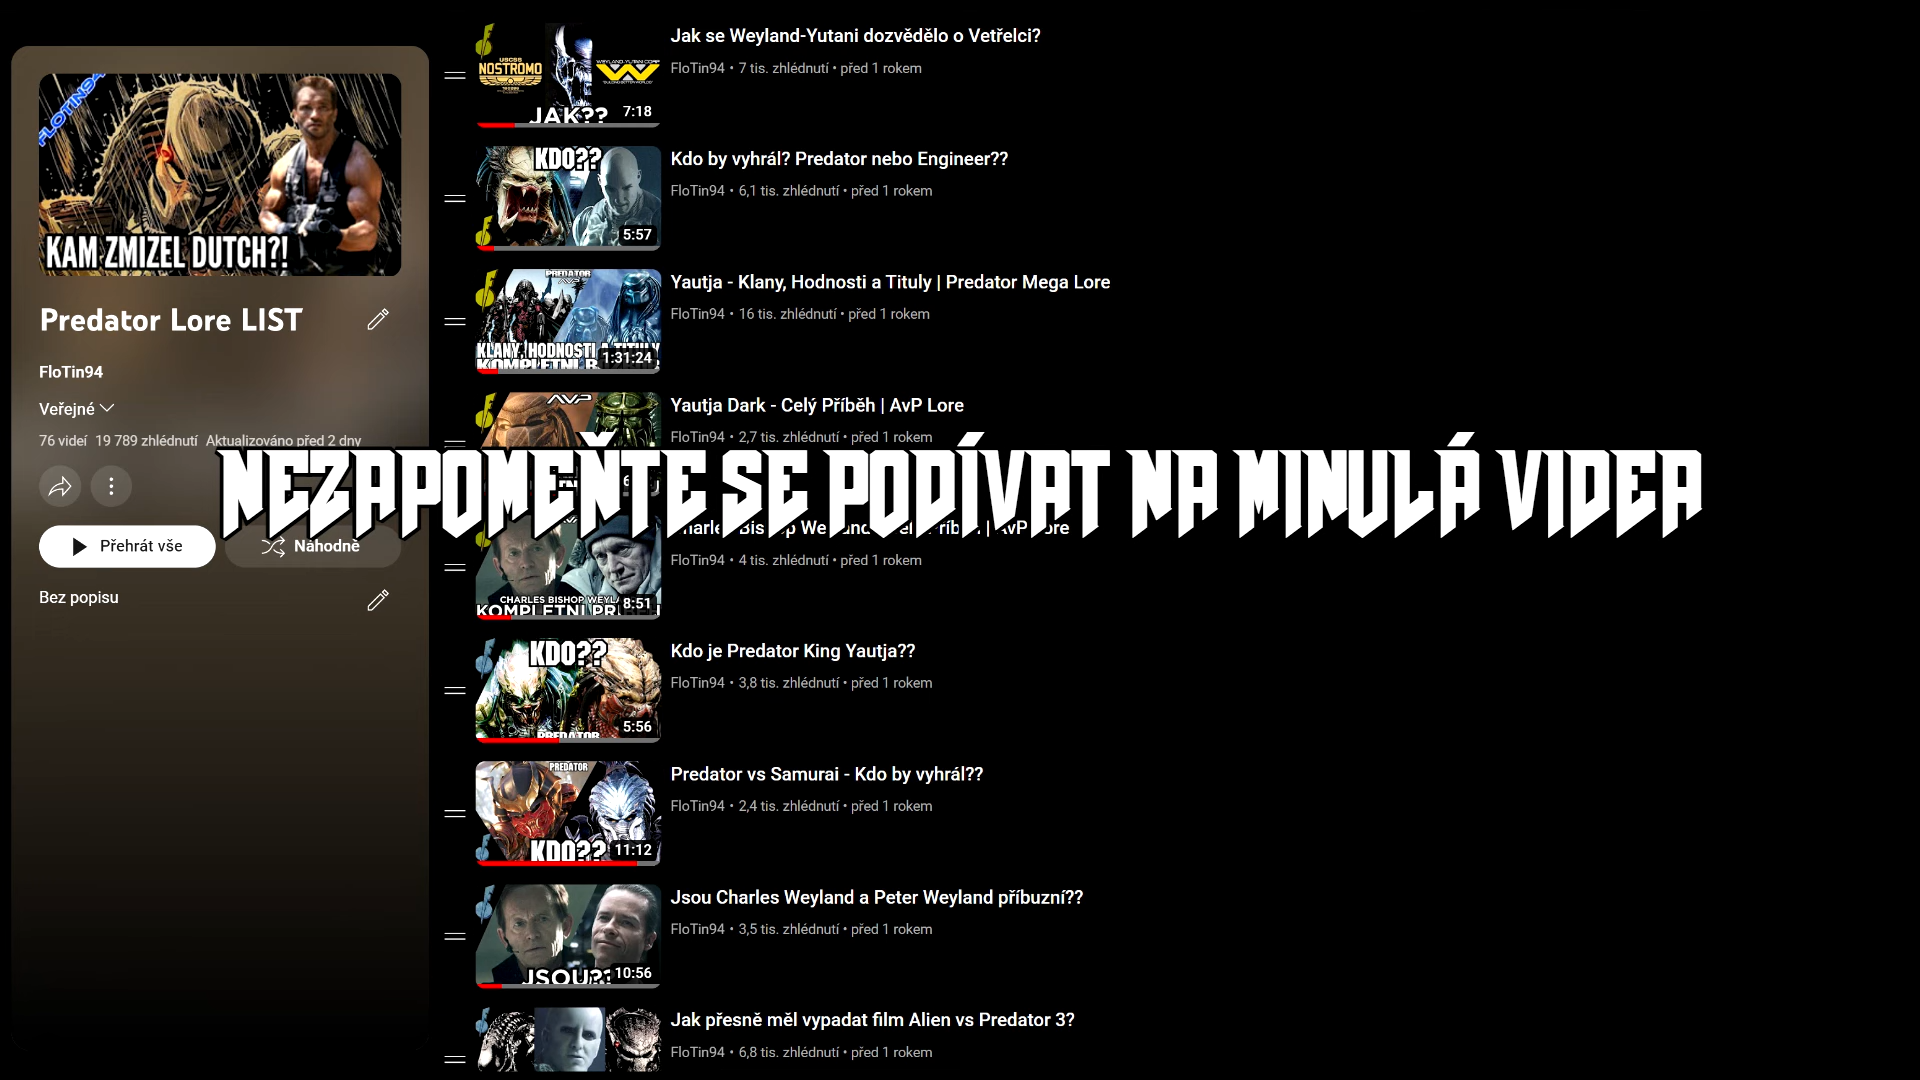 FLOTIN9
KAM ZMIZEL DUTCH?!
Predator Lore LIST
FloTin94
Veřejné
76 videí 19 789 zhlédnutí Aktualizováno před 2 dny
Přehrát vše
Náhodně
Bez popisu
USCSS
NOSTROMO
WEYLAND-YUTANI CORP
JAK??
7:18
Jak se Weyland-Yutani dozvědělo o Vetřelci?
FloTin94 • 7 tis. zhlédnutí • před 1 rokem
KDO??
5:57
Kdo by vyhrál? Predator nebo Engineer??
FloTin94 • 6,1 tis. zhlédnutí • před 1 rokem
PREDATOR
AVP
KLANY, HODNOSTI A TITULY
1:31:24
Yautja - Klany, Hodnosti a Tituly | Predator Mega Lore
FloTin94 • 16 tis. zhlédnutí • před 1 rokem
AVP
Yautja Dark - Celý Příběh | AvP Lore
FloTin94 • 2,7 tis. zhlédnutí • před 1 rokem
NEZAPOMEŇTE SE PODÍVAT NA MINULÁ VIDEA
CHARLES BISHOP WEYL
8:51
FloTin94 • 4 tis. zhlédnutí • před 1 rokem
KDO??
5:56
PREDATOR
Kdo je Predator King Yautja??
FloTin94 • 3,8 tis. zhlédnutí • před 1 rokem
PREDATOR
KDO??
11:12
Predator vs Samurai - Kdo by vyhrál??
FloTin94 • 2,4 tis. zhlédnutí • před 1 rokem
JSOU??
10:56
Jsou Charles Weyland a Peter Weyland příbuzní??
FloTin94 • 3,5 tis. zhlédnutí • před 1 rokem
Jak přesně měl vypadat film Alien vs Predator 3?
FloTin94 • 6,8 tis. zhlédnutí • před 1 rokem